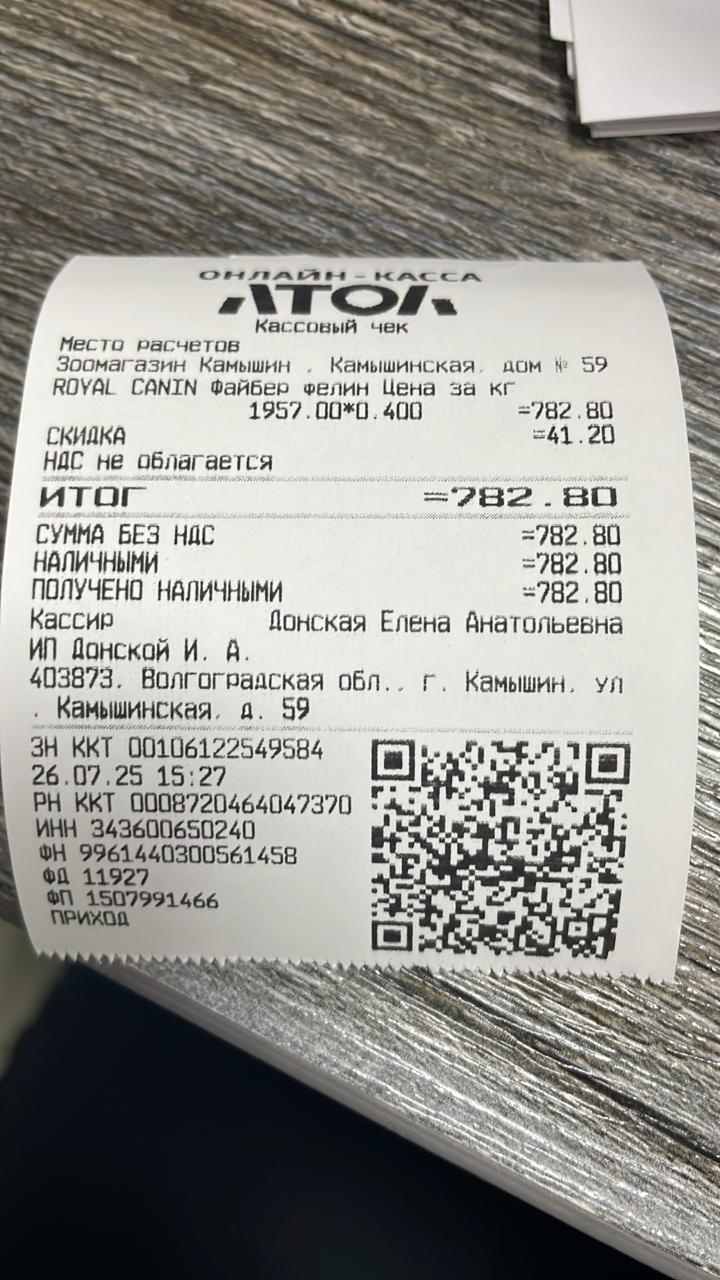 ОНЛАЙН-КАССА
АТОЛ
Кассовый чек
Место расчетов
Зоомагазин Камышин , Камышинская, дом № 59
ROYAL CANIN Файбер фелин Цена за кг
1957.00*0.400 =782.80
СКИДКА =41.20
НДС не облагается
ИТОГ =782.80
СУММА БЕЗ НДС =782.80
НАЛИЧНЫМИ =782.80
ПОЛУЧЕНО НАЛИЧНЫМИ =782.80
Кассир Донская Елена Анатольевна
ИП Донской И. А.
403873, Волгоградская обл., г. Камышин, ул
, Камышинская, д. 59
ЗН ККТ 00106122549584
26.07.25 15:27
РН ККТ 0008720464047370
ИНН 343600650240
ФН 9961440300561458
ФД 11927
ФП 1507991466
ПРИХОД